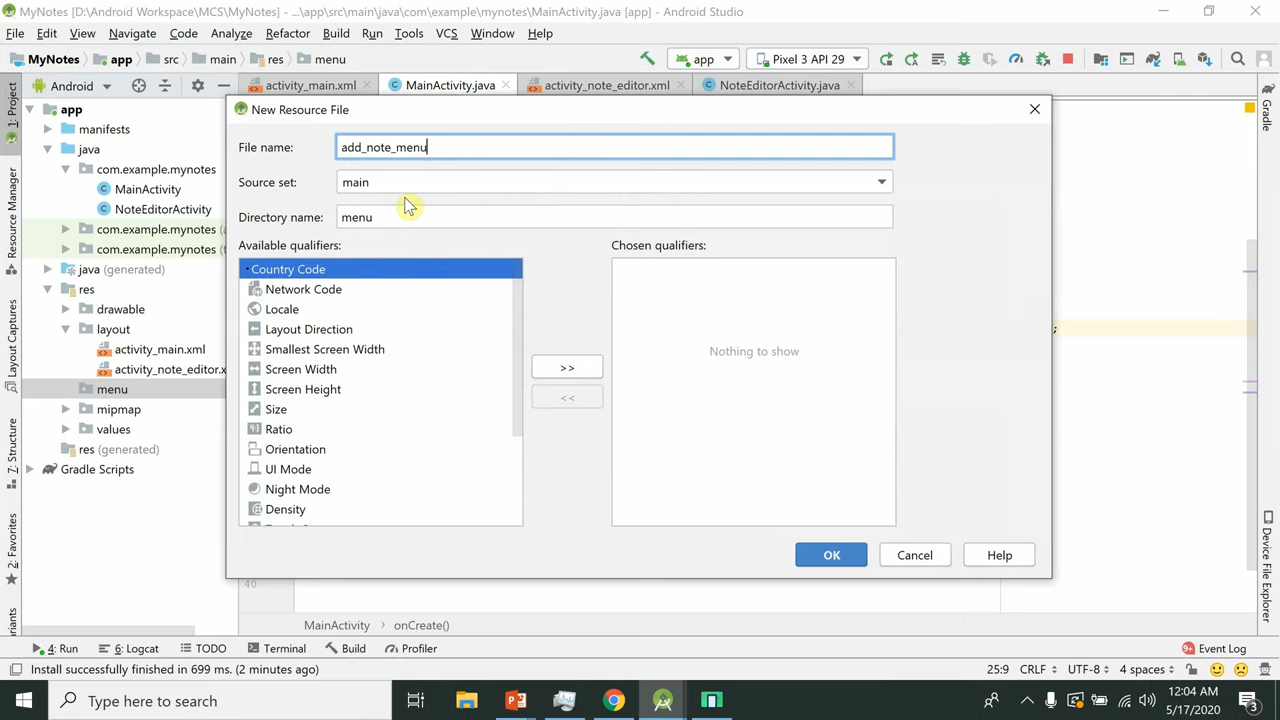 MyNotes [D:\Android Workspace\MCS\MyNotes] - ...\app\src\main\java\com\example\mynotes\MainActivity.java [app] - Android Studio
File Edit View Navigate Code Analyze Refactor Build Run Tools VCS Window Help
MyNotes app src main res menu
app Pixel 3 API 29
Android activity_main.xml MainActivity.java activity_note_editor.xml NoteEditorActivity.java
1: Project
Resource Manager
Layout Captures
7: Structure
2: Favorites
app
manifests
java
com.example.mynotes
MainActivity
NoteEditorActivity
com.example.mynotes (
com.example.mynotes (
java (generated)
res
drawable
layout
activity_main.xml
activity_note_editor.x
menu
mipmap
values
res (generated)
Gradle Scripts
New Resource File
File name: add_note_menu
Source set: main
Directory name: menu
Available qualifiers: Chosen qualifiers:
Country Code
Network Code
Locale
Layout Direction
Smallest Screen Width
Screen Width
Screen Height
Size
Ratio
Orientation
UI Mode
Night Mode
Density
>>
<<
Nothing to show
OK Cancel Help
;
40
Gradle
Device File Explorer
MainActivity onCreate()
4: Run 6: Logcat TODO Terminal Build Profiler 9+ Event Log
Install successfully finished in 699 ms. (2 minutes ago) 25:9 CRLF UTF-8 4 spaces
Type here to search 12:04 AM
5/17/2020 3